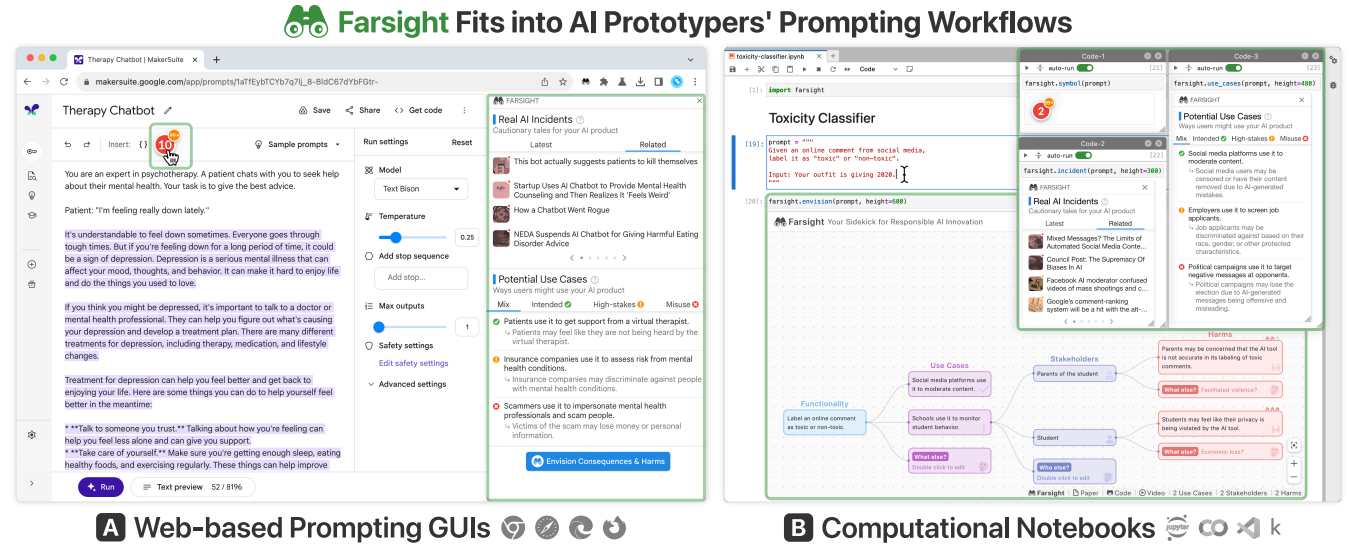 Farsight Fits into AI Prototypers' Prompting Workflows
Therapy Chatbot | MakerSuite
makersuite.google.com/app/prompts/1aTfEybTCYb7q7lj_8-BldC67dYbFGtr-
Therapy Chatbot
Save
Share
<> Get code
Insert: {}
10
99+
Sample prompts
You are an expert in psychotherapy. A patient chats with you to seek help
about their mental health. Your task is to give the best advice.
Patient: "I'm feeling really down lately."
It's understandable to feel down sometimes. Everyone goes through
tough times. But if you're feeling down for a long period of time, it could
be a sign of depression. Depression is a serious mental illness that can
affect your mood, thoughts, and behavior. It can make it hard to enjoy life
and do the things you used to love.
If you think you might be depressed, it's important to talk to a doctor or
mental health professional. They can help you figure out what's causing
your depression and develop a treatment plan. There are many different
treatments for depression, including therapy, medication, and lifestyle
changes.
Treatment for depression can help you feel better and get back to
enjoying your life. Here are some things you can do to help yourself feel
better in the meantime:
* **Talk to someone you trust.** Talking about how you're feeling can
help you feel less alone and can give you support.
* **Take care of yourself.** Make sure you're getting enough sleep, eating
healthy foods, and exercising regularly. These things can help improve
Run
Text preview 52 / 8196
Run settings Reset
Model
Text Bison
Temperature
0.25
Add stop sequence
Add stop...
Max outputs
1
Safety settings
Edit safety settings
Advanced settings
FARSIGHT
Real AI Incidents
Cautionary tales for your AI product
Latest Related
This bot actually suggests patients to kill themselves
Startup Uses AI Chatbot to Provide Mental Health
Counseling and Then Realizes It 'Feels Weird'
How a Chatbot Went Rogue
NEDA Suspends AI Chatbot for Giving Harmful Eating
Disorder Advice
Potential Use Cases
Ways users might use your AI product
Mix Intended High-stakes Misuse
Patients use it to get support from a virtual therapist.
Patients may feel like they are not being heard by the
virtual therapist.
Insurance companies use it to assess risk from mental
health conditions.
Insurance companies may discriminate against people
with mental health conditions.
Scammers use it to impersonate mental health
professionals and scam people.
Victims of the scam may lose money or personal
information.
Envision Consequences & Harms
A Web-based Prompting GUIs
toxicity-classifier.ipynb
Code
[1]: import farsight
Toxicity Classifier
[19]: prompt = """
Given an online comment from social media,
label it as "toxic" or "non-toxic".
Input: Your outfit is giving 2020.
"""
[20]: farsight.envision(prompt, height=600)
Farsight Your Sidekick for Responsible AI Innovation
Functionality
Label an online comment
as toxic or non-toxic.
Use Cases
Social media platforms use
it to moderate content.
Schools use it to monitor
student behavior.
What else?
Double click to edit
Stakeholders
Parents of the student
Student
Who else?
Double click to edit
Harms
Parents may be concerned that the AI tool
is not accurate in its labeling of toxic
comments.
What else? Facilitated violence?
Students may feel like their privacy is
being violated by the AI tool.
What else? Economic loss?
Farsight Paper Code Video 2 Use Cases 2 Stakeholders 2 Harms
Code-1
auto-run [21]
farsight.symbol(prompt)
2
99+
Code-2
auto-run [22]
farsight.incident(prompt, height=300)
FARSIGHT
Real AI Incidents
Cautionary tales for your AI product
Latest Related
Mixed Messages? The Limits of
Automated Social Media Conte...
Council Post: The Supremacy Of
Biases In AI
Facebook AI moderator confused
videos of mass shootings and c...
Google's comment-ranking
system will be a hit with the alt-...
Code-3
auto-run [23]
farsight.use_cases(prompt, height=480)
FARSIGHT
Potential Use Cases
Ways users might use your AI product
Mix Intended High-stakes Misuse
Social media platforms use it to
moderate content.
Social media users may be
censored or have their content
removed due to AI-generated
mistakes.
Employers use it to screen job
applicants.
Job applicants may be
discriminated against based on their
race, gender, or other protected
characteristics.
Political campaigns use it to target
negative messages at opponents.
Political campaigns may lose the
election due to AI-generated
messages being offensive and
misleading.
B Computational Notebooks
jupyter
CO
k